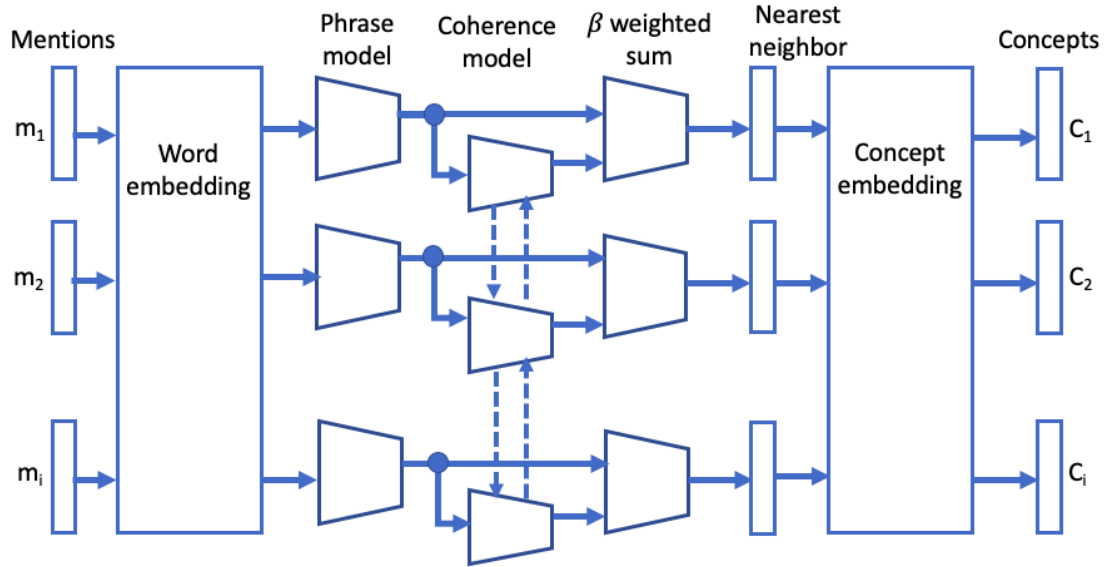 Mentions
Phrase
model
Coherence
model
β weighted
sum
Nearest
neighbor
Concepts
m1
Word
embedding
Concept
embedding
C1
m2
C2
mi
Ci